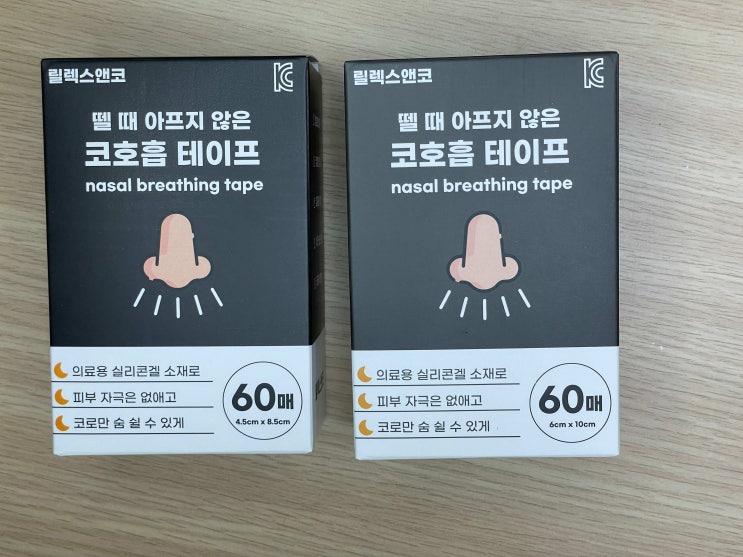 릴렉스앤코
뗄 때 아프지 않은
코호흡 테이프
nasal breathing tape
의료용 실리콘겔 소재로
피부 자극은 없애고
코로만 숨 쉴 수 있게
60매
4.5cm x 8.5cm
릴렉스앤코
뗄 때 아프지 않은
코호흡 테이프
nasal breathing tape
의료용 실리콘겔 소재로
피부 자극은 없애고
코로만 숨 쉴 수 있게
60매
6cm x 10cm